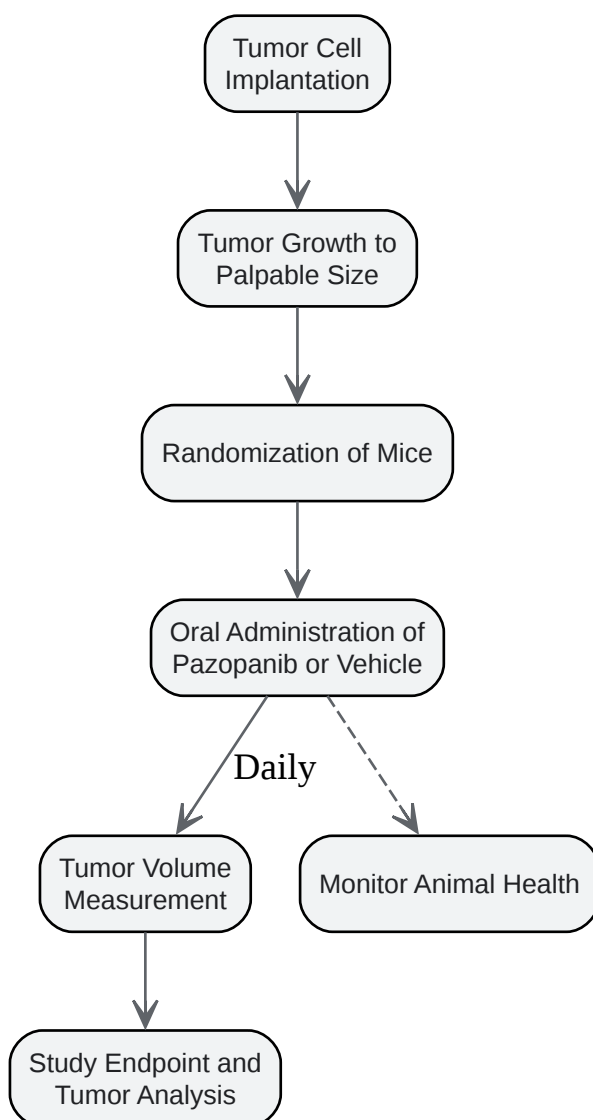 Tumor Cell
Implantation
Tumor Growth to
Palpable Size
Randomization of Mice
Oral Administration of
Pazopanib or Vehicle
Daily
Tumor Volume
Measurement
Monitor Animal Health
Study Endpoint and
Tumor Analysis